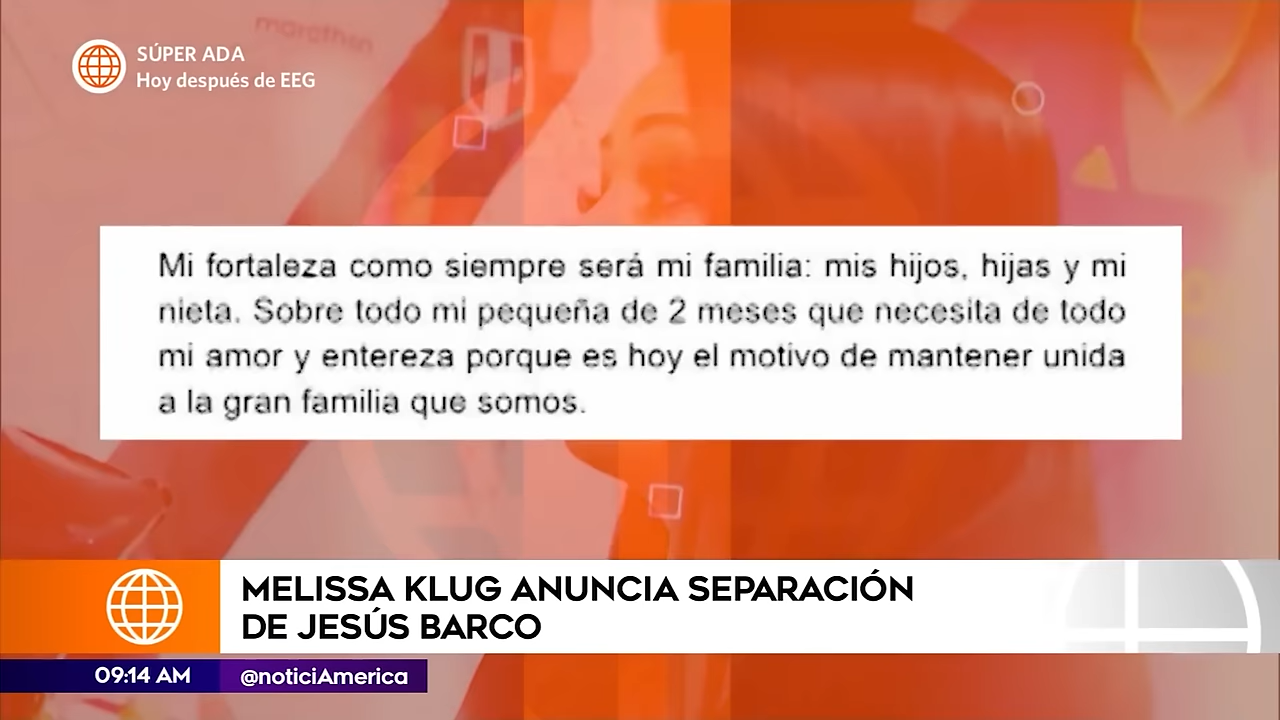 marathon
SÚPER ADA
Hoy después de EEG
Mi fortaleza como siempre será mi familia: mis hijos, hijas y mi
nieta. Sobre todo mi pequeña de 2 meses que necesita de todo
mi amor y entereza porque es hoy el motivo de mantener unida
a la gran familia que somos.
MELISSA KLUG ANUNCIA SEPARACIÓN
DE JESÚS BARCO
09:14 AM
@noticiAmerica